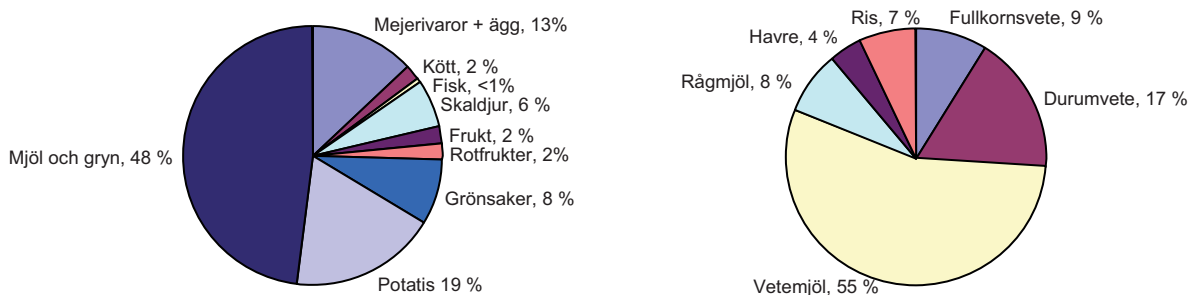 Mejerivaror + ägg, 13%
Kött, 2 %
Fisk, <1%
Skaldjur, 6 %
Frukt, 2 %
Rotfrukter, 2%
Grönsaker, 8 %
Potatis 19 %
Mjöl och gryn, 48 %
Ris, 7 %
Fullkornsvete, 9 %
Havre, 4 %
Rågmjöl, 8 %
Durumvete, 17 %
Vetemjöl, 55 %